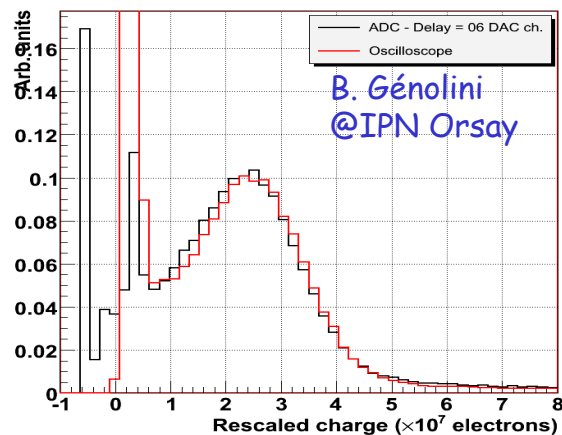 Arb. units
0.16
0.14
0.12
0.1
0.08
0.06
0.04
0.02
0
ADC - Delay = 06 DAC ch.
Oscilloscope
B. Génolini
@IPN Orsay
-1 0 1 2 3 4 5 6 7 8
Rescaled charge (×10⁷ electrons)